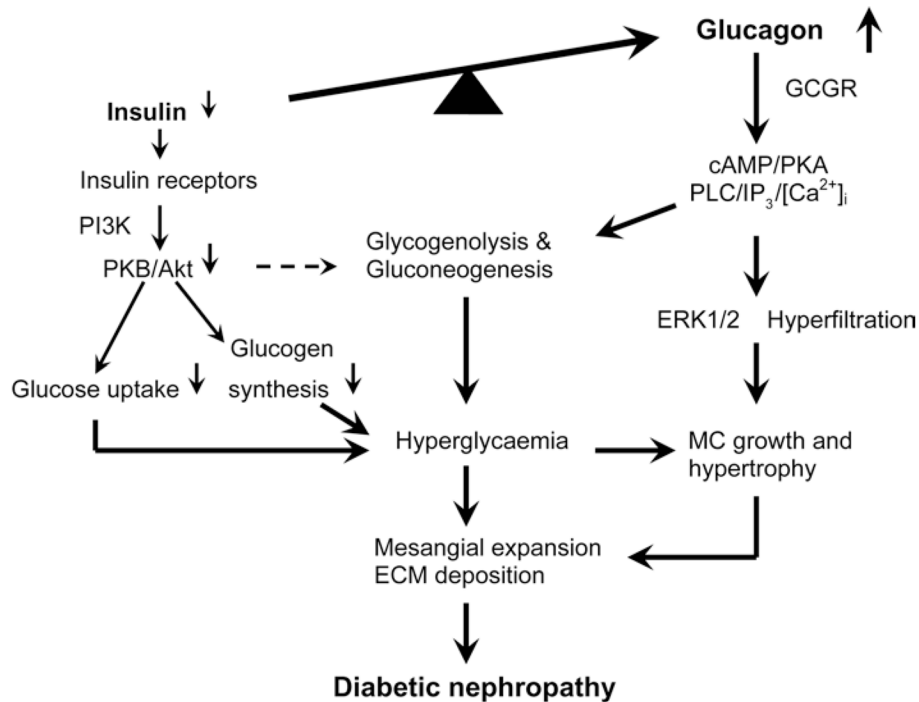 Glucagon
GCGR
Insulin
Insulin receptors
PI3K
PKB/Akt
cAMP/PKA
PLC/IP₃/[Ca²⁺]ᵢ
Glycogenolysis &
Gluconeogenesis
ERK1/2 Hyperfiltration
Glucogen
synthesis
Glucose uptake
Hyperglycaemia
MC growth and
hypertrophy
Mesangial expansion
ECM deposition
Diabetic nephropathy